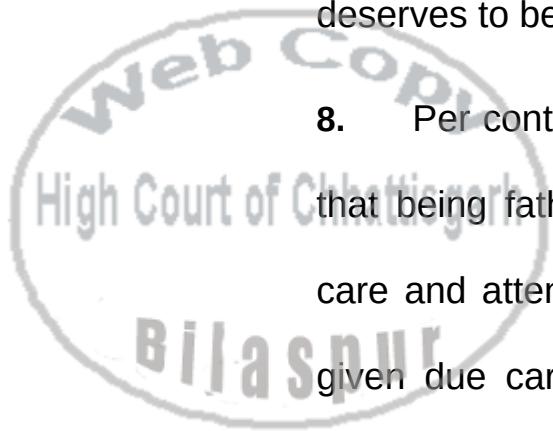 deserves to be
Web Copy
8. Per cont
High Court of Chhattisgarh
that being fath
care and atten
Bilaspur
given due car